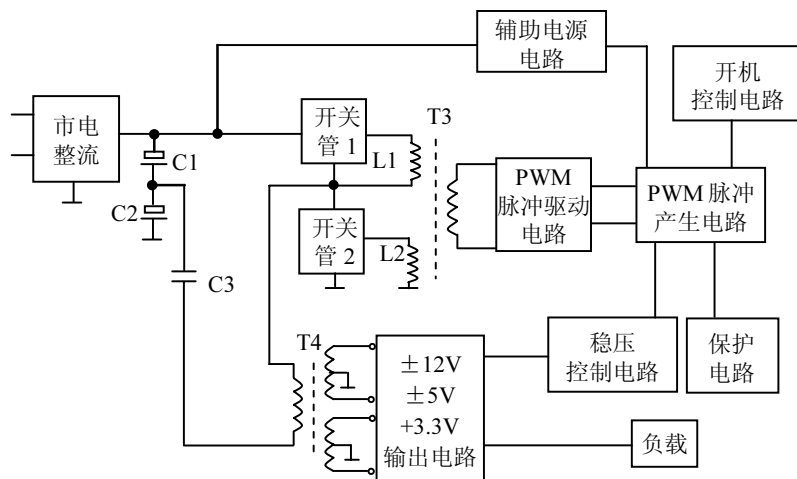 辅助电源
电路
开机
控制电路
市电
整流
开关
管 1
T3
C1
L1
PWM
脉冲驱动
电路
PWM 脉冲
产生电路
C2
开关
管 2
L2
C3
T4
±12V
±5V
+3.3V
输出电路
稳压
控制电路
保护
电路
负载